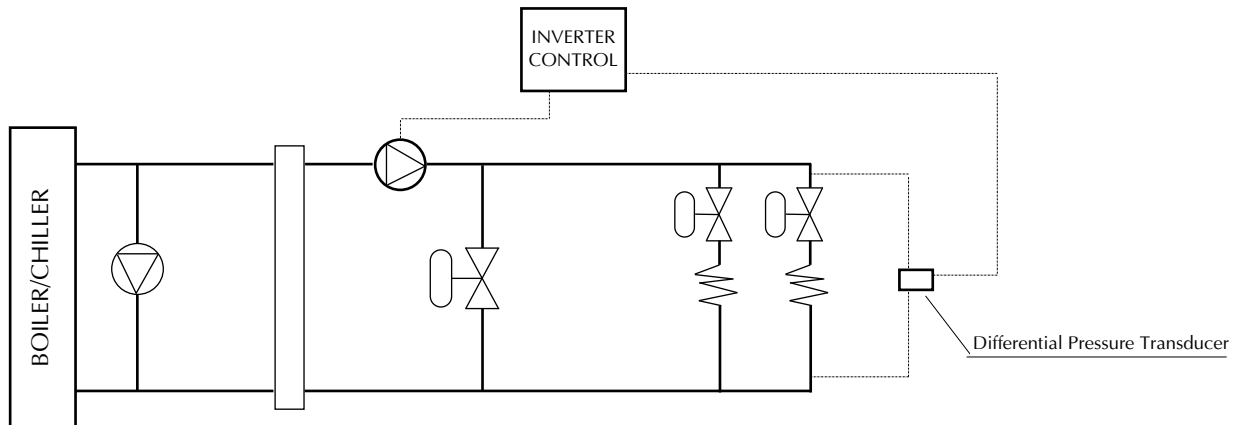 INVERTER
CONTROL
BOILER/CHILLER
Differential Pressure Transducer